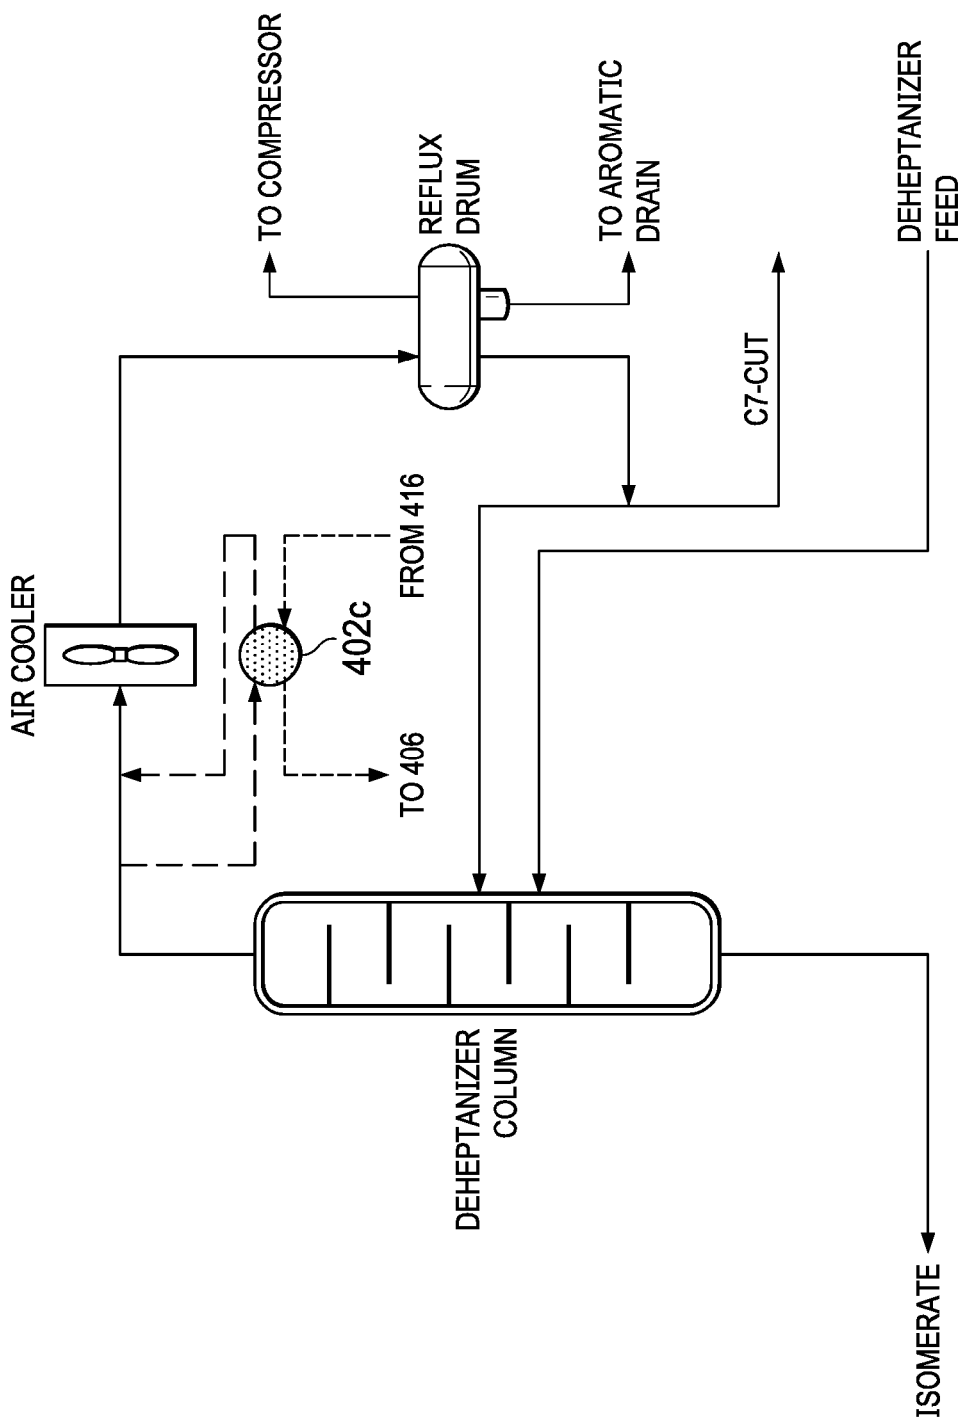 AIR COOLER
TO COMPRESSOR
REFLUX
DRUM
TO AROMATIC
DRAIN
C7-CUT
DEHEPTANIZER
FEED
FROM 416
402c
TO 406
DEHEPTANIZER
COLUMN
ISOMERATE